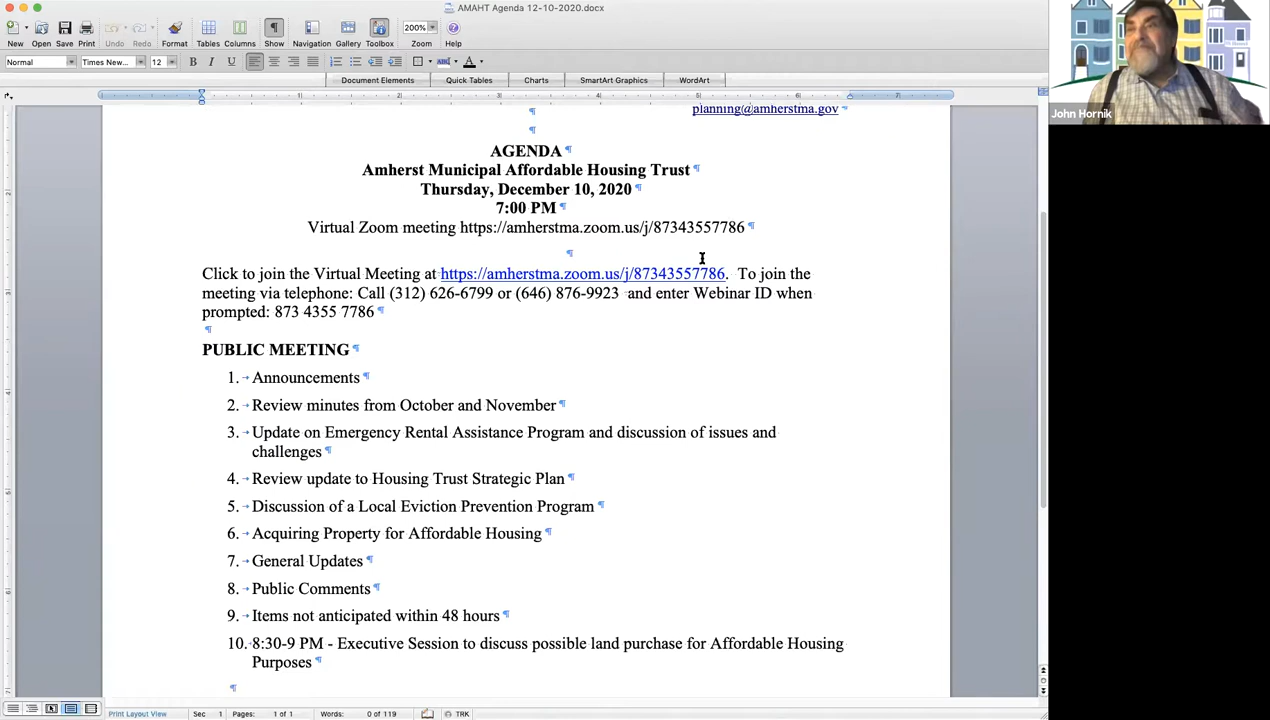 AMAHT Agenda 12-10-2020.docx
200%
New Open Save Print Undo Redo Format Tables Columns Show Navigation Gallery Toolbox Zoom Help
Normal Times New... 12 B I U
Document Elements Quick Tables Charts SmartArt Graphics WordArt
planning@amherstma.gov
AGENDA
Amherst Municipal Affordable Housing Trust
Thursday, December 10, 2020
7:00 PM
Virtual Zoom meeting https://amherstma.zoom.us/j/87343557786
Click to join the Virtual Meeting at https://amherstma.zoom.us/j/87343557786. To join the
meeting via telephone: Call (312) 626-6799 or (646) 876-9923 and enter Webinar ID when
prompted: 873 4355 7786
PUBLIC MEETING
1. Announcements
2. Review minutes from October and November
3. Update on Emergency Rental Assistance Program and discussion of issues and
challenges
4. Review update to Housing Trust Strategic Plan
5. Discussion of a Local Eviction Prevention Program
6. Acquiring Property for Affordable Housing
7. General Updates
8. Public Comments
9. Items not anticipated within 48 hours
10. 8:30-9 PM - Executive Session to discuss possible land purchase for Affordable Housing
Purposes
Print Layout View Sec 1 Pages: 1 of 1 Words: 0 of 119 TRK
John Hornik